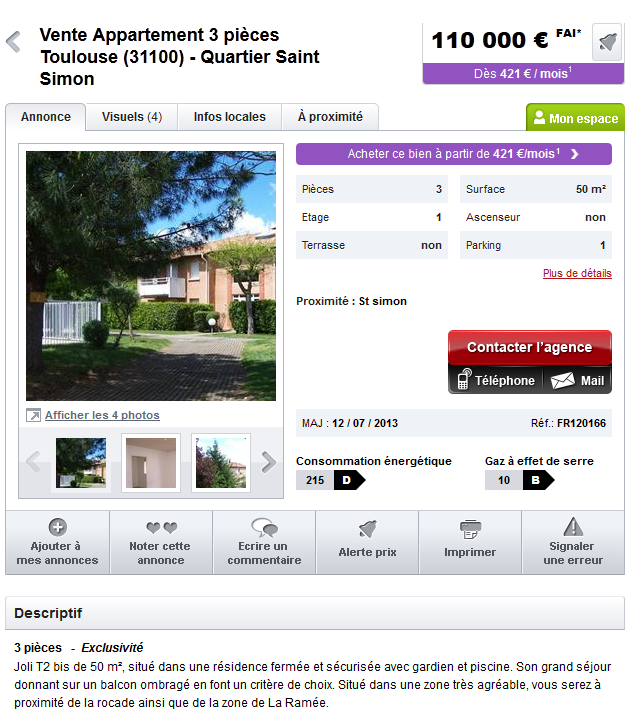 Vente Appartement 3 pièces
Toulouse (31100) - Quartier Saint
Simon
110 000 € FAI*
Dès 421 € / mois¹
Annonce
Visuels (4)
Infos locales
À proximité
Mon espace
Acheter ce bien à partir de 421 €/mois¹
Pièces 3
Surface 50 m²
Etage 1
Ascenseur non
Terrasse non
Parking 1
Plus de détails
Proximité : St simon
Contacter l'agence
Téléphone
Mail
Afficher les 4 photos
MAJ : 12 / 07 / 2013
Réf.: FR120166
Consommation énergétique
Gaz à effet de serre
215 D
10 B
Ajouter à
mes annonces
Noter cette
annonce
Ecrire un
commentaire
Alerte prix
Imprimer
Signaler
une erreur
Descriptif
3 pièces - Exclusivité
Joli T2 bis de 50 m², situé dans une résidence fermée et sécurisée avec gardien et piscine. Son grand séjour
donnant sur un balcon ombragé en font un critère de choix. Situé dans une zone très agréable, vous serez à
proximité de la rocade ainsi que de la zone de La Ramée.